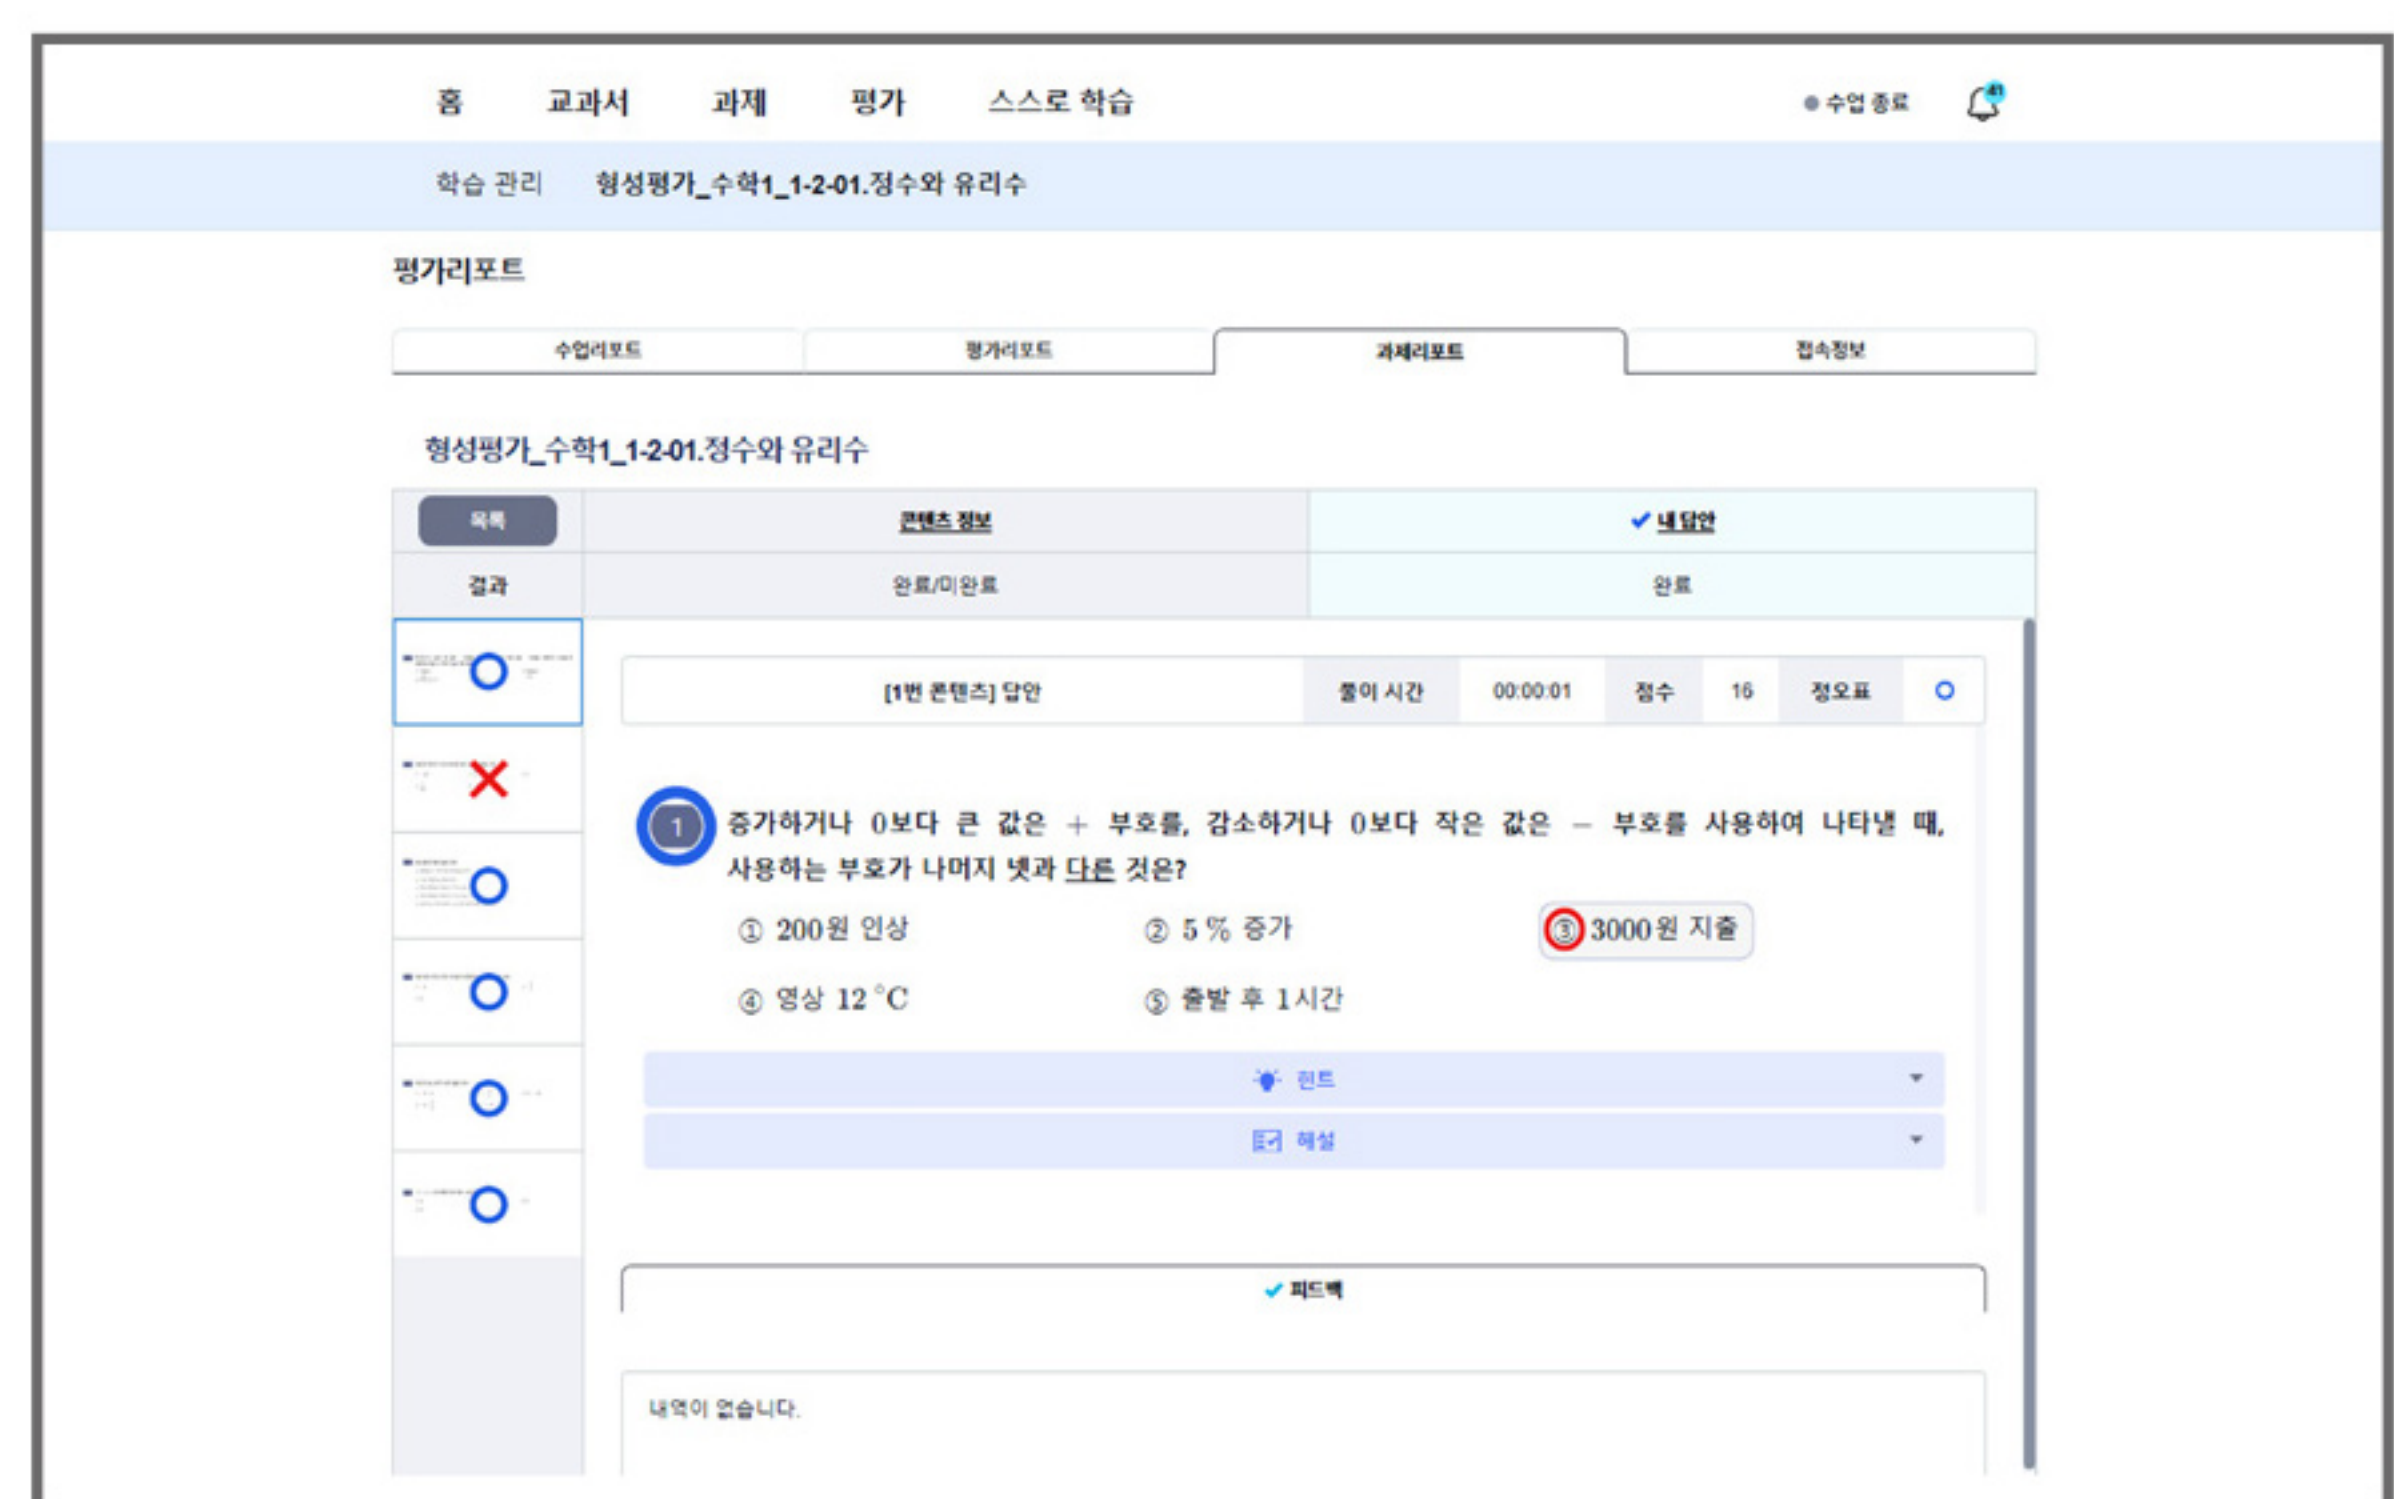 홈 교과서 과제 평가 스스로 학습 수업 종료 41
학습 관리 형성평가_수학1_1-2-01.정수와 유리수
평가리포트
수업리포트 평가리포트 과제리포트 접속정보
형성평가_수학1_1-2-01.정수와 유리수
목록 콘텐츠 정보 내 답안
결과 완료/미완료 완료
[1번 콘텐츠] 답안 풀이 시간 00:00:01 점수 16 정오표
1 증가하거나 0보다 큰 값은 + 부호를, 감소하거나 0보다 작은 값은 − 부호를 사용하여 나타낼 때,
사용하는 부호가 나머지 넷과 다른 것은?
① 200원 인상 ② 5 % 증가 ③ 3000원 지출
④ 영상 12 °C ⑤ 출발 후 1시간
힌트
해설
피드백
내역이 없습니다.